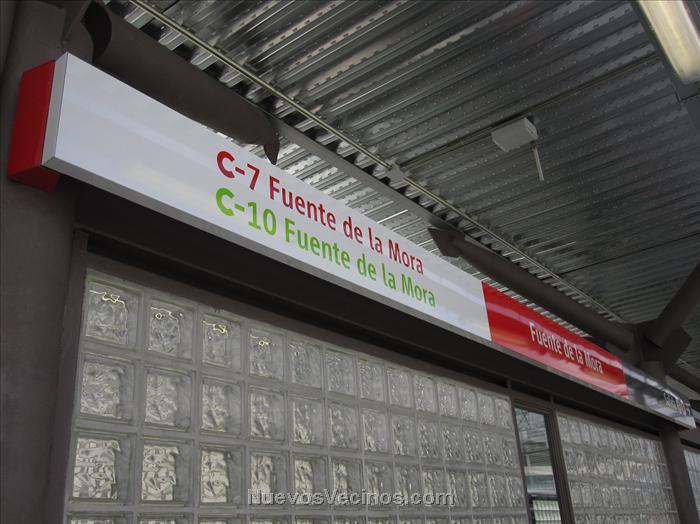 C-7 Fuente de la Mora
C-10 Fuente de la Mora
Fuente de la Mora
NuevosVecinos.com